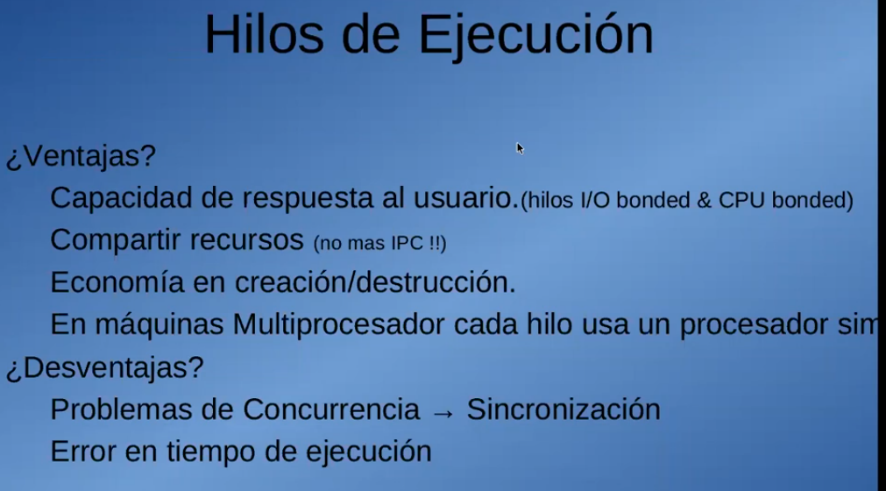 Hilos de Ejecución
¿Ventajas?
Capacidad de respuesta al usuario.(hilos I/O bonded & CPU bonded)
Compartir recursos (no mas IPC !!)
Economía en creación/destrucción.
En máquinas Multiprocesador cada hilo usa un procesador sim
¿Desventajas?
Problemas de Concurrencia → Sincronización
Error en tiempo de ejecución